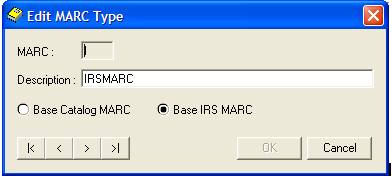 Edit MARC Type
MARC :
Description : IRSMARC
Base Catalog MARC Base IRS MARC
|< < > >| OK Cancel